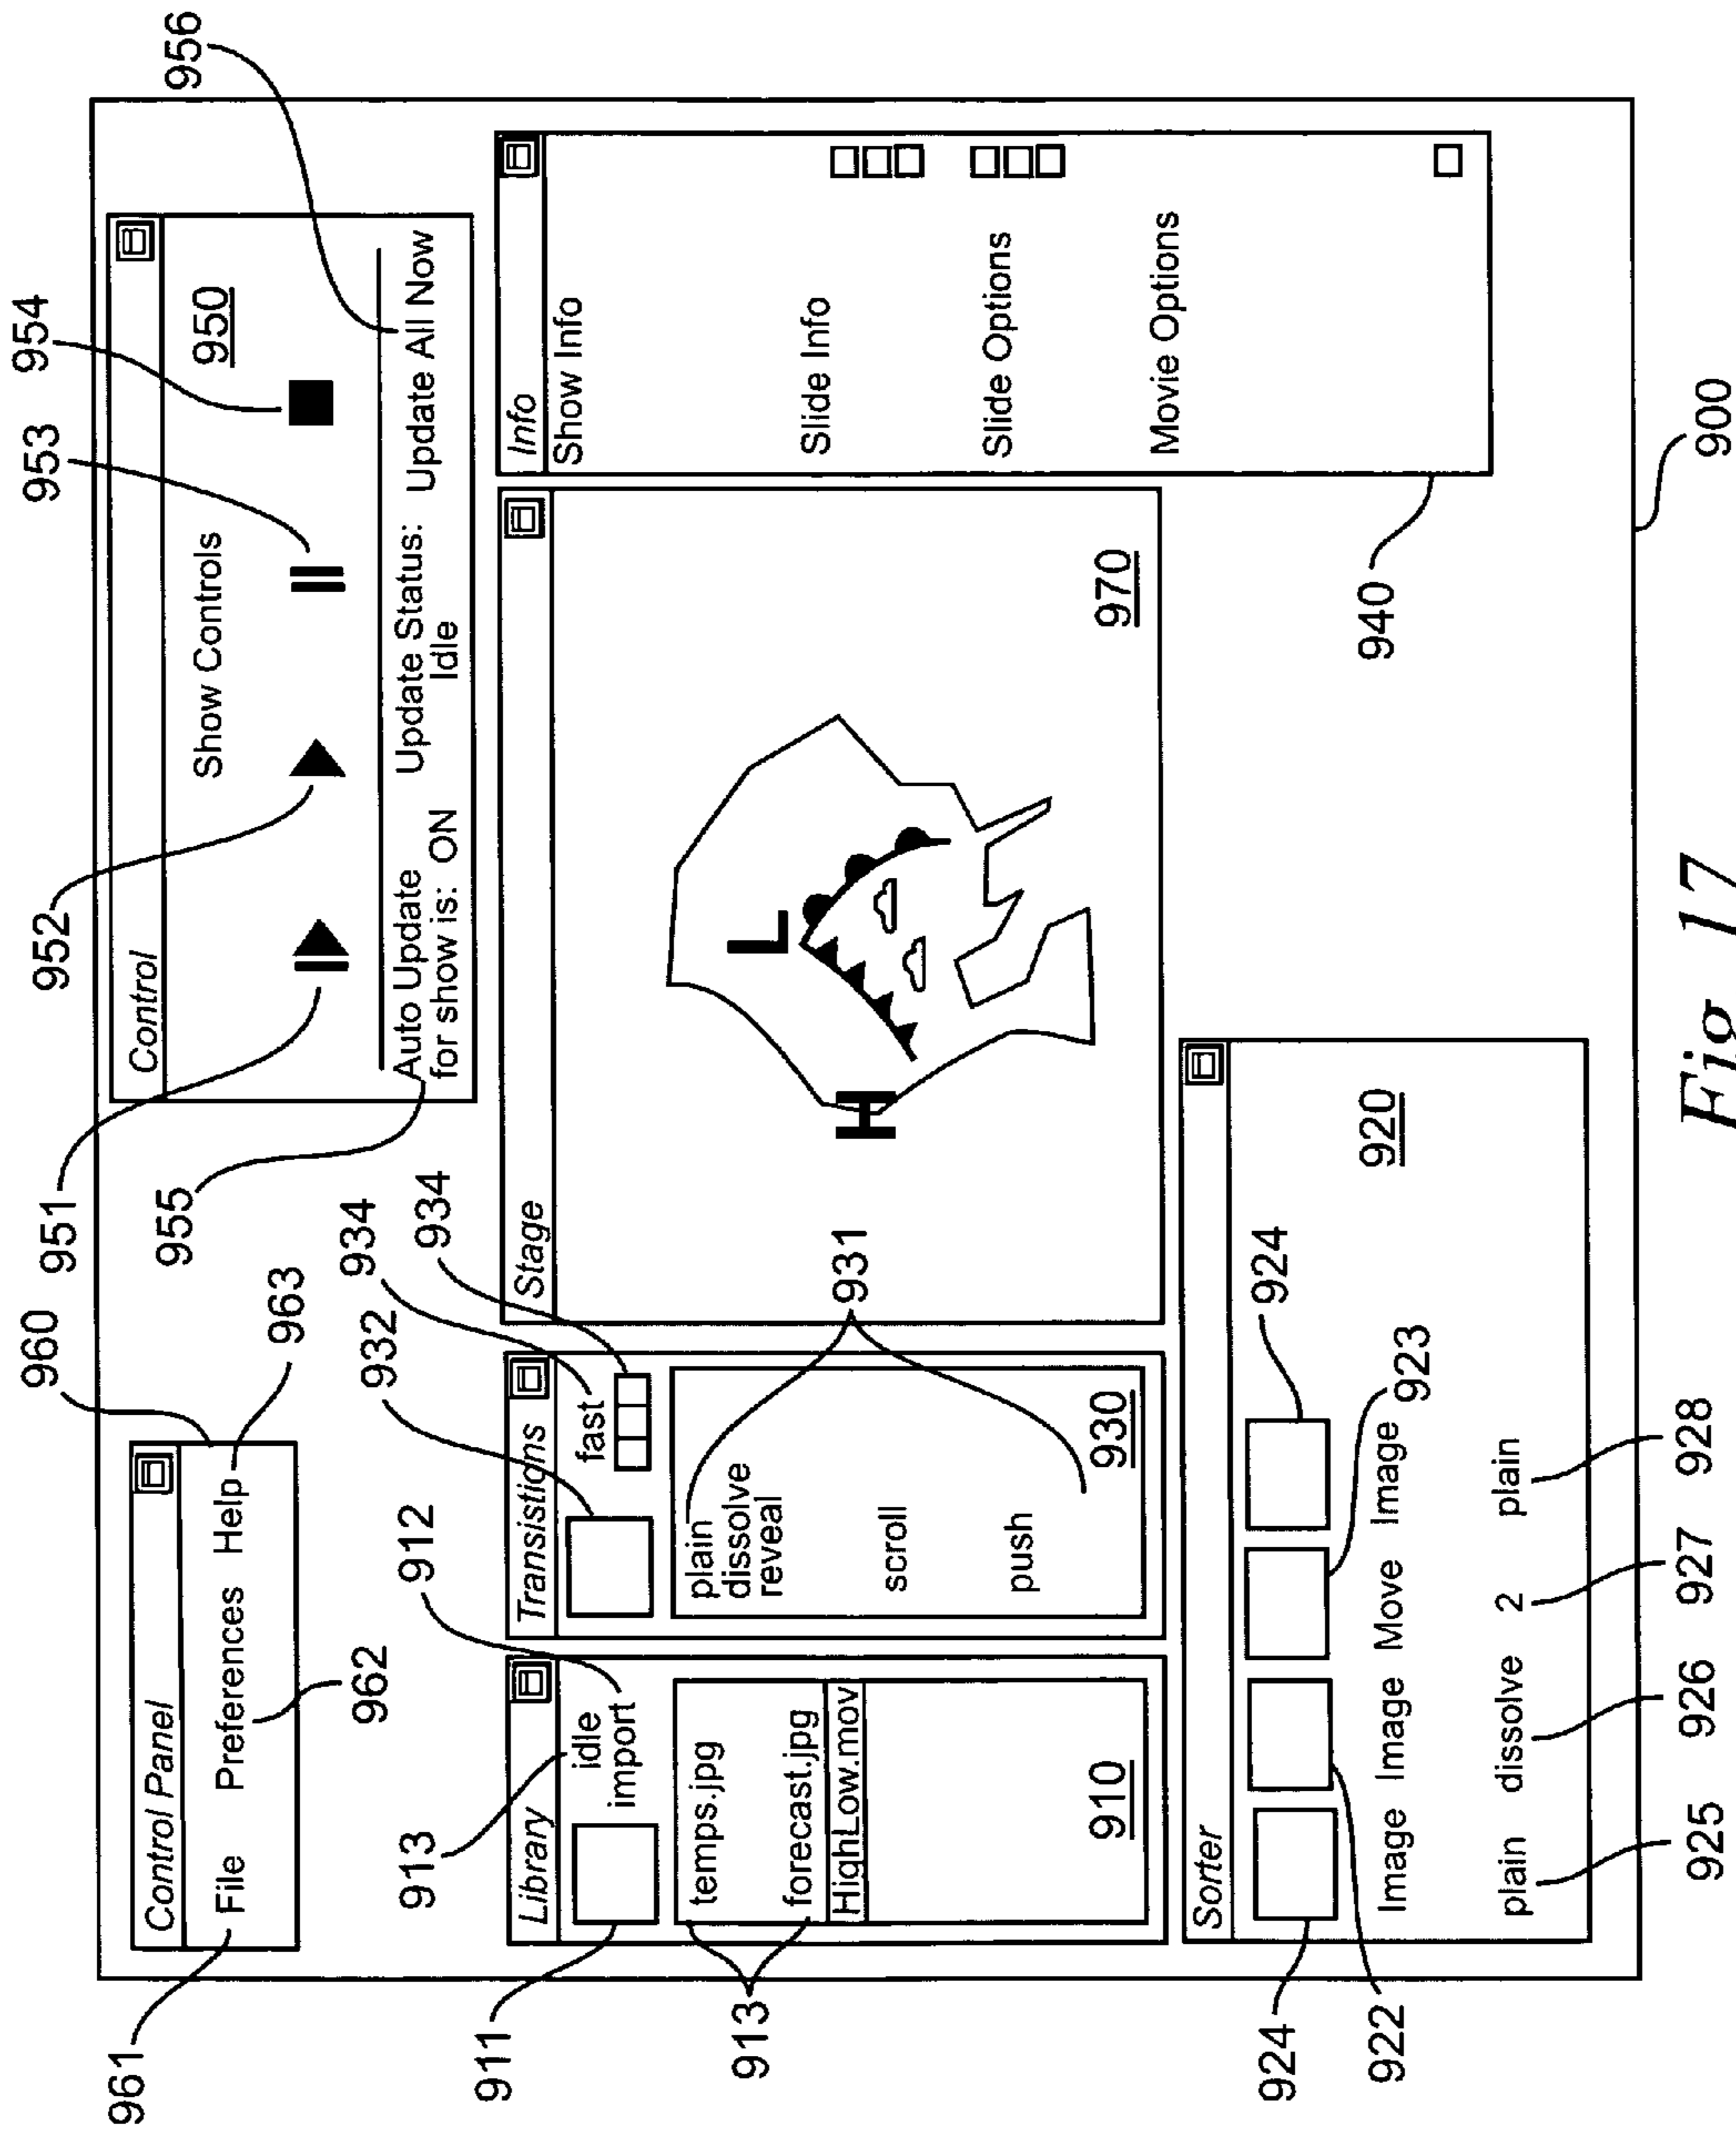 960
961
Control Panel
File Preferences Help
962
963
951
952
953
954
955
956
Control
Show Controls
950
Auto Update
for show is: ON
Update Status:
Idle
Update All Now
911
913
912
Library
idle
import
temps.jpg
forecast.jpg
HighLow.mov
910
913
932
934
934
Transistions
fast
plain
dissolve
reveal
scroll
push
930
931
Stage
L
H
970
Info
Show Info
Slide Info
Slide Options
Movie Options
940
Sorter
924
922
923
924
Image Image Move Image
plain dissolve 2 plain
920
925
926
927
928
900
Fig. 17